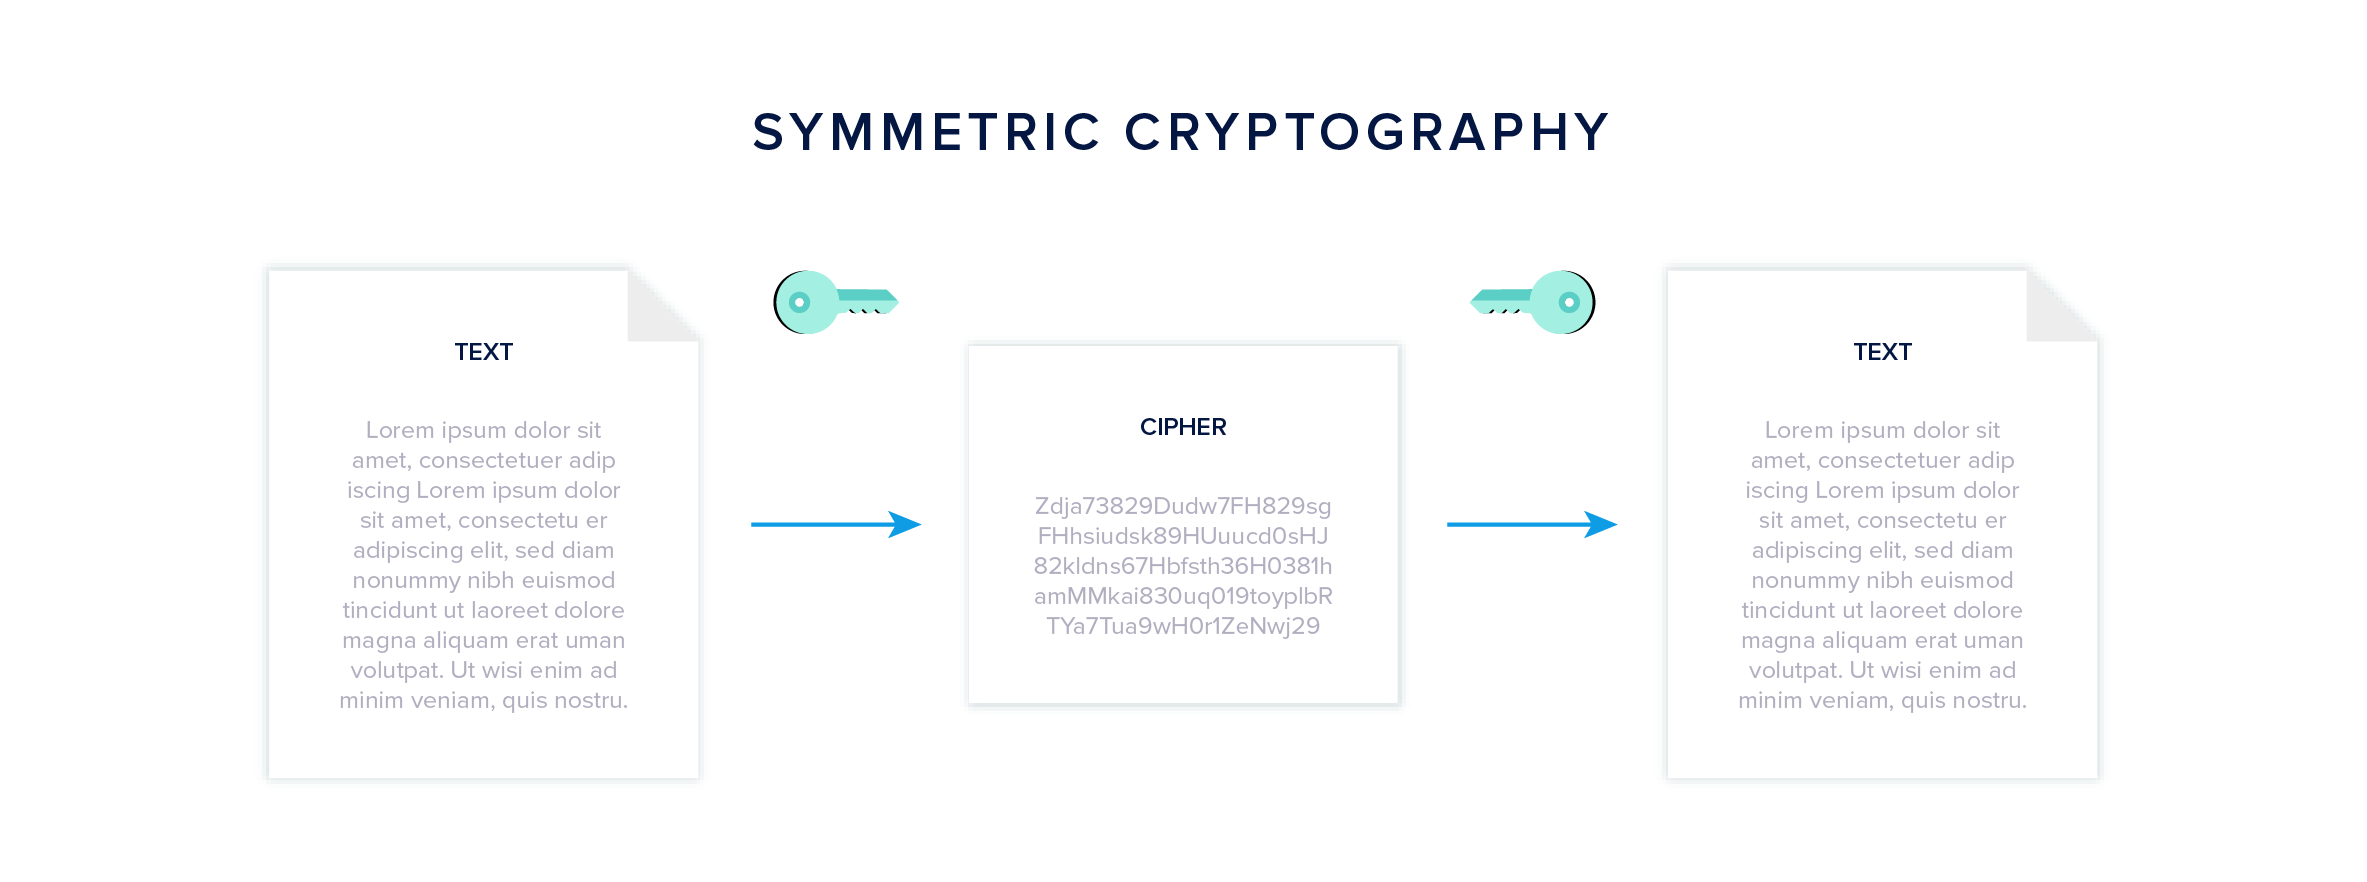 SYMMETRIC CRYPTOGRAPHY
TEXT
Lorem ipsum dolor sit
amet, consectetuer adip
iscing Lorem ipsum dolor
sit amet, consectetu er
adipiscing elit, sed diam
nonummy nibh euismod
tincidunt ut laoreet dolore
magna aliquam erat uman
volutpat. Ut wisi enim ad
minim veniam, quis nostru.
CIPHER
Zdja73829Dudw7FH829sg
FHhsiudsk89HUuucd0sHJ
82kldns67Hbfsth36H0381h
amMMkai830uq019toyplbR
TYa7Tua9wH0r1ZeNwj29
TEXT
Lorem ipsum dolor sit
amet, consectetuer adip
iscing Lorem ipsum dolor
sit amet, consectetu er
adipiscing elit, sed diam
nonummy nibh euismod
tincidunt ut laoreet dolore
magna aliquam erat uman
volutpat. Ut wisi enim ad
minim veniam, quis nostru.